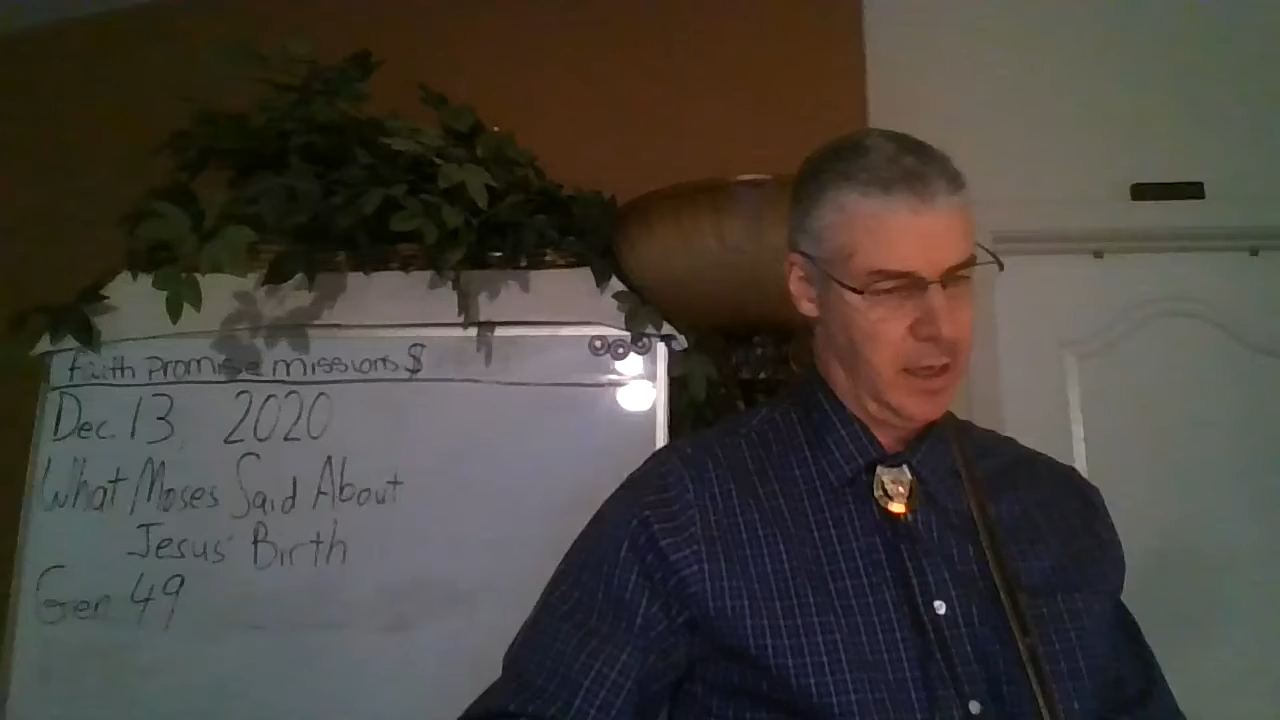 Faith promise missions $
Dec. 13, 2020
What Moses Said About
Jesus' Birth
Gen 49